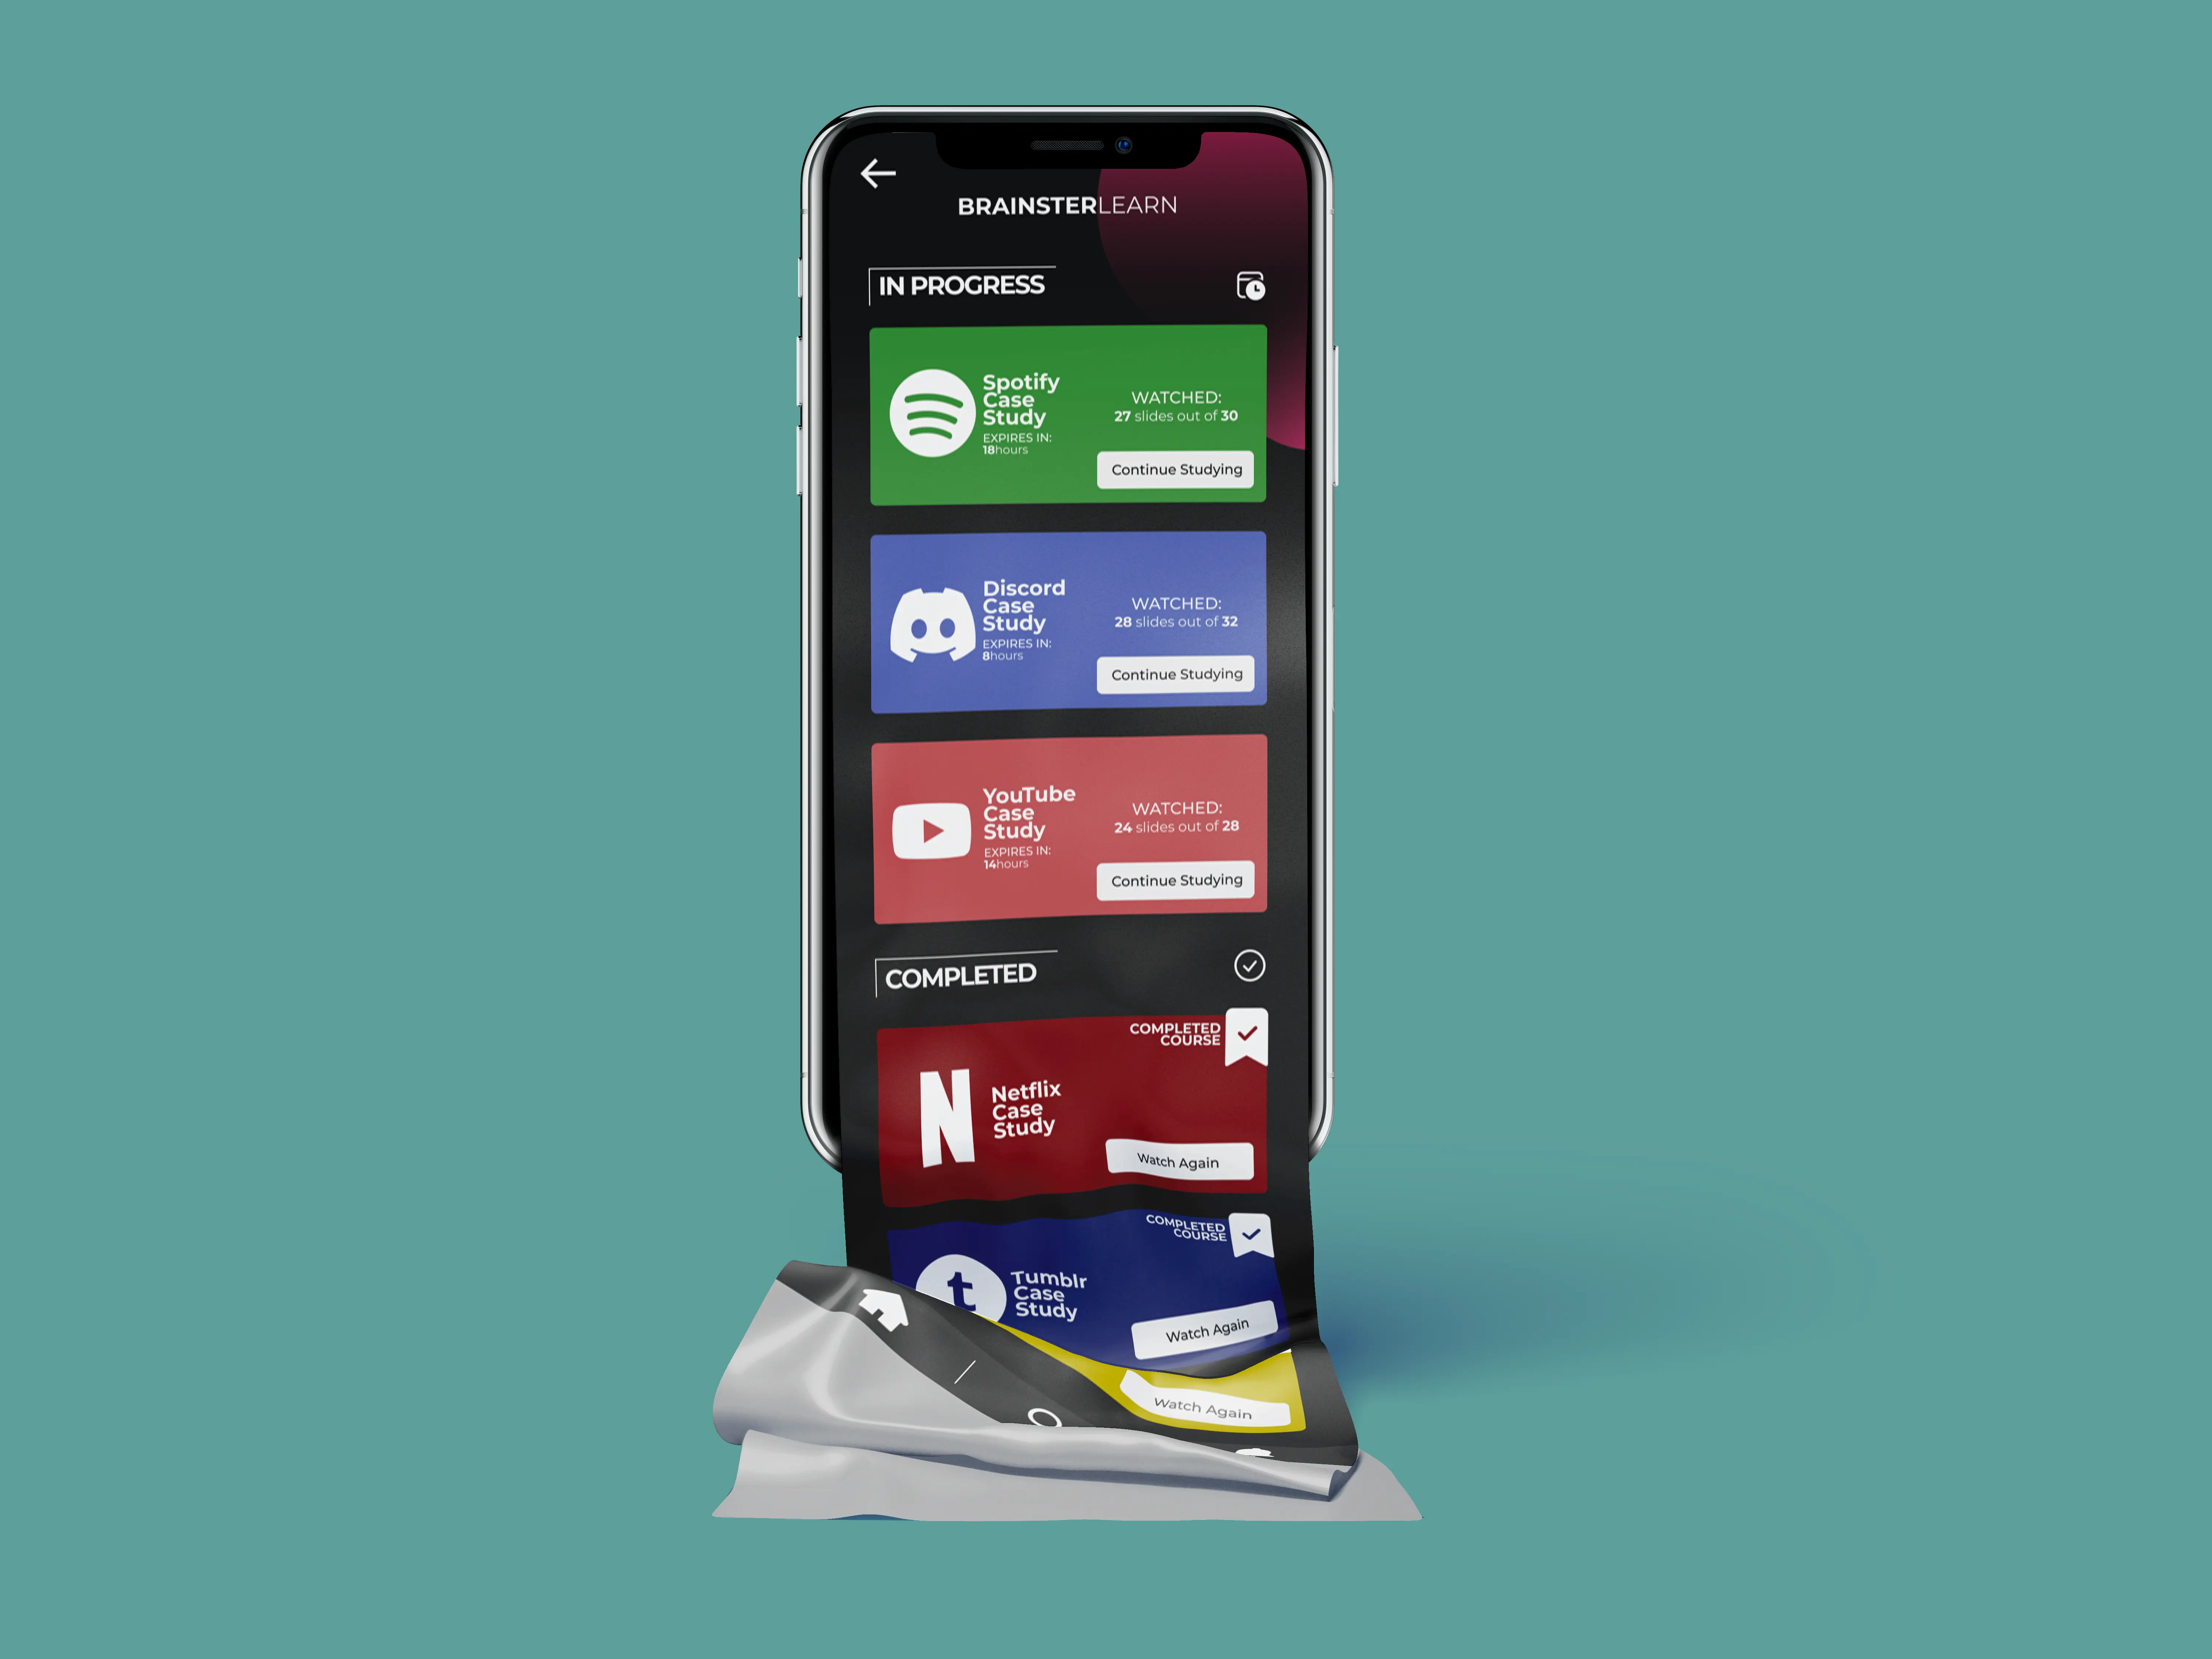 BRAINSTERLEARN
IN PROGRESS
Spotify
Case
Study
EXPIRES IN:
18hours
WATCHED:
27 slides out of 30
Continue Studying
Discord
Case
Study
EXPIRES IN:
8hours
WATCHED:
28 slides out of 32
Continue Studying
YouTube
Case
Study
EXPIRES IN:
14hours
WATCHED:
24 slides out of 28
Continue Studying
COMPLETED
COMPLETED
COURSE
N
Netflix
Case
Study
Watch Again
COMPLETED
COURSE
t
Tumblr
Case
Study
Watch Again
Watch Again